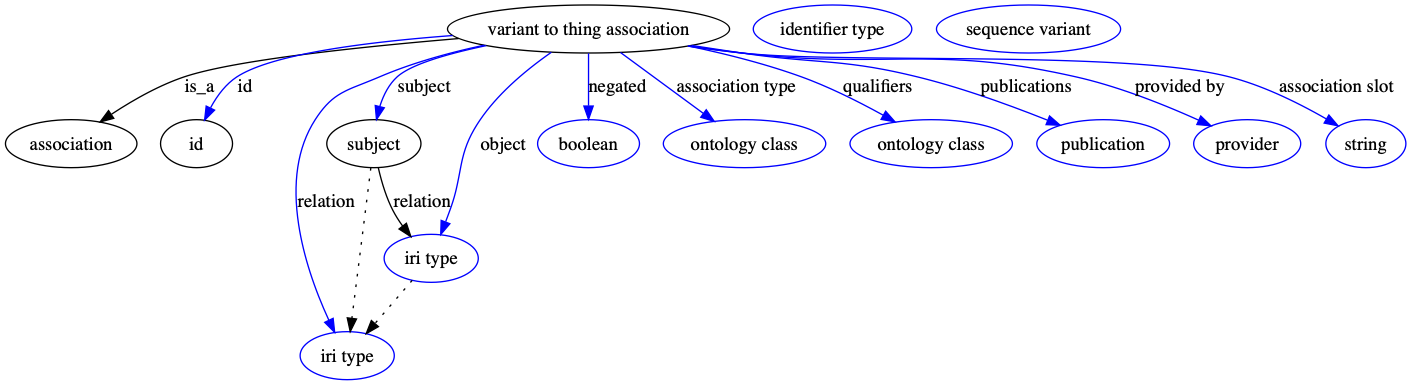 variant to thing association
identifier type
sequence variant
is_a
id
subject
negated
association type
qualifiers
publications
provided by
association slot
association
id
subject
object
boolean
ontology class
ontology class
publication
provider
string
relation
relation
iri type
iri type